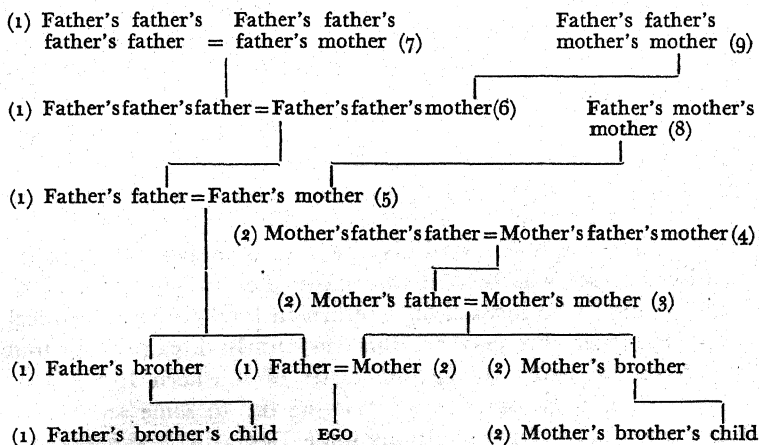 (1) Father's father's Father's father's Father's father's
father's father = father's mother (7) mother's mother (9)
(1) Father's father's father = Father's father's mother (6) Father's mother's
mother (8)
(1) Father's father = Father's mother (5)
(2) Mother's father's father = Mother's father's mother (4)
(2) Mother's father = Mother's mother (3)
(1) Father's brother (1) Father = Mother (2) (2) Mother's brother
(1) Father's brother's child EGO (2) Mother's brother's child